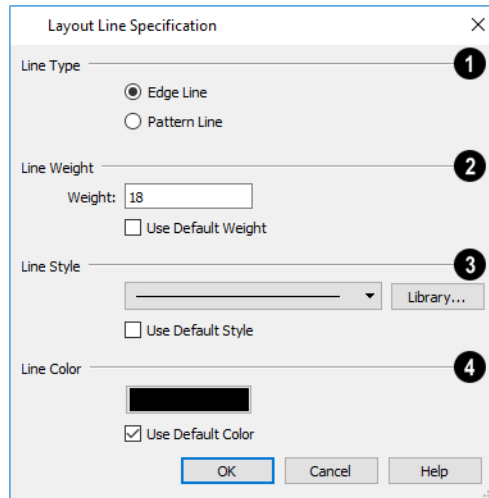 Layout Line Specification
Line Type 1
Edge Line
Pattern Line
Line Weight 2
Weight: 18
Use Default Weight
Line Style 3
Library...
Use Default Style
Line Color 4
Use Default Color
OK Cancel Help